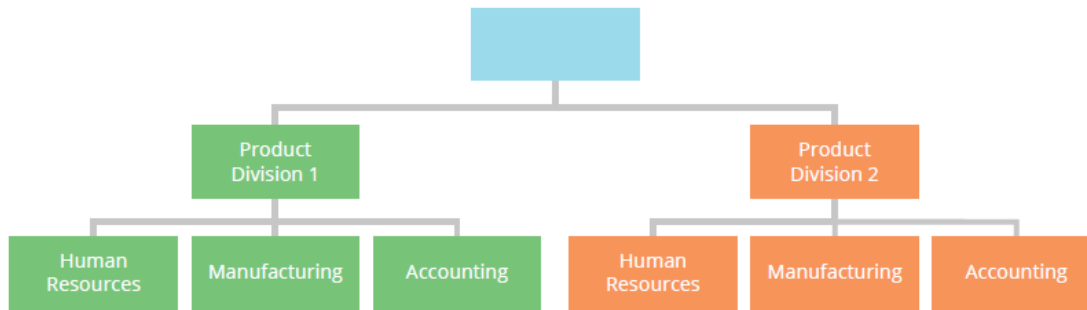 Product
Division 1
Product
Division 2
Human
Resources
Manufacturing
Accounting
Human
Resources
Manufacturing
Accounting